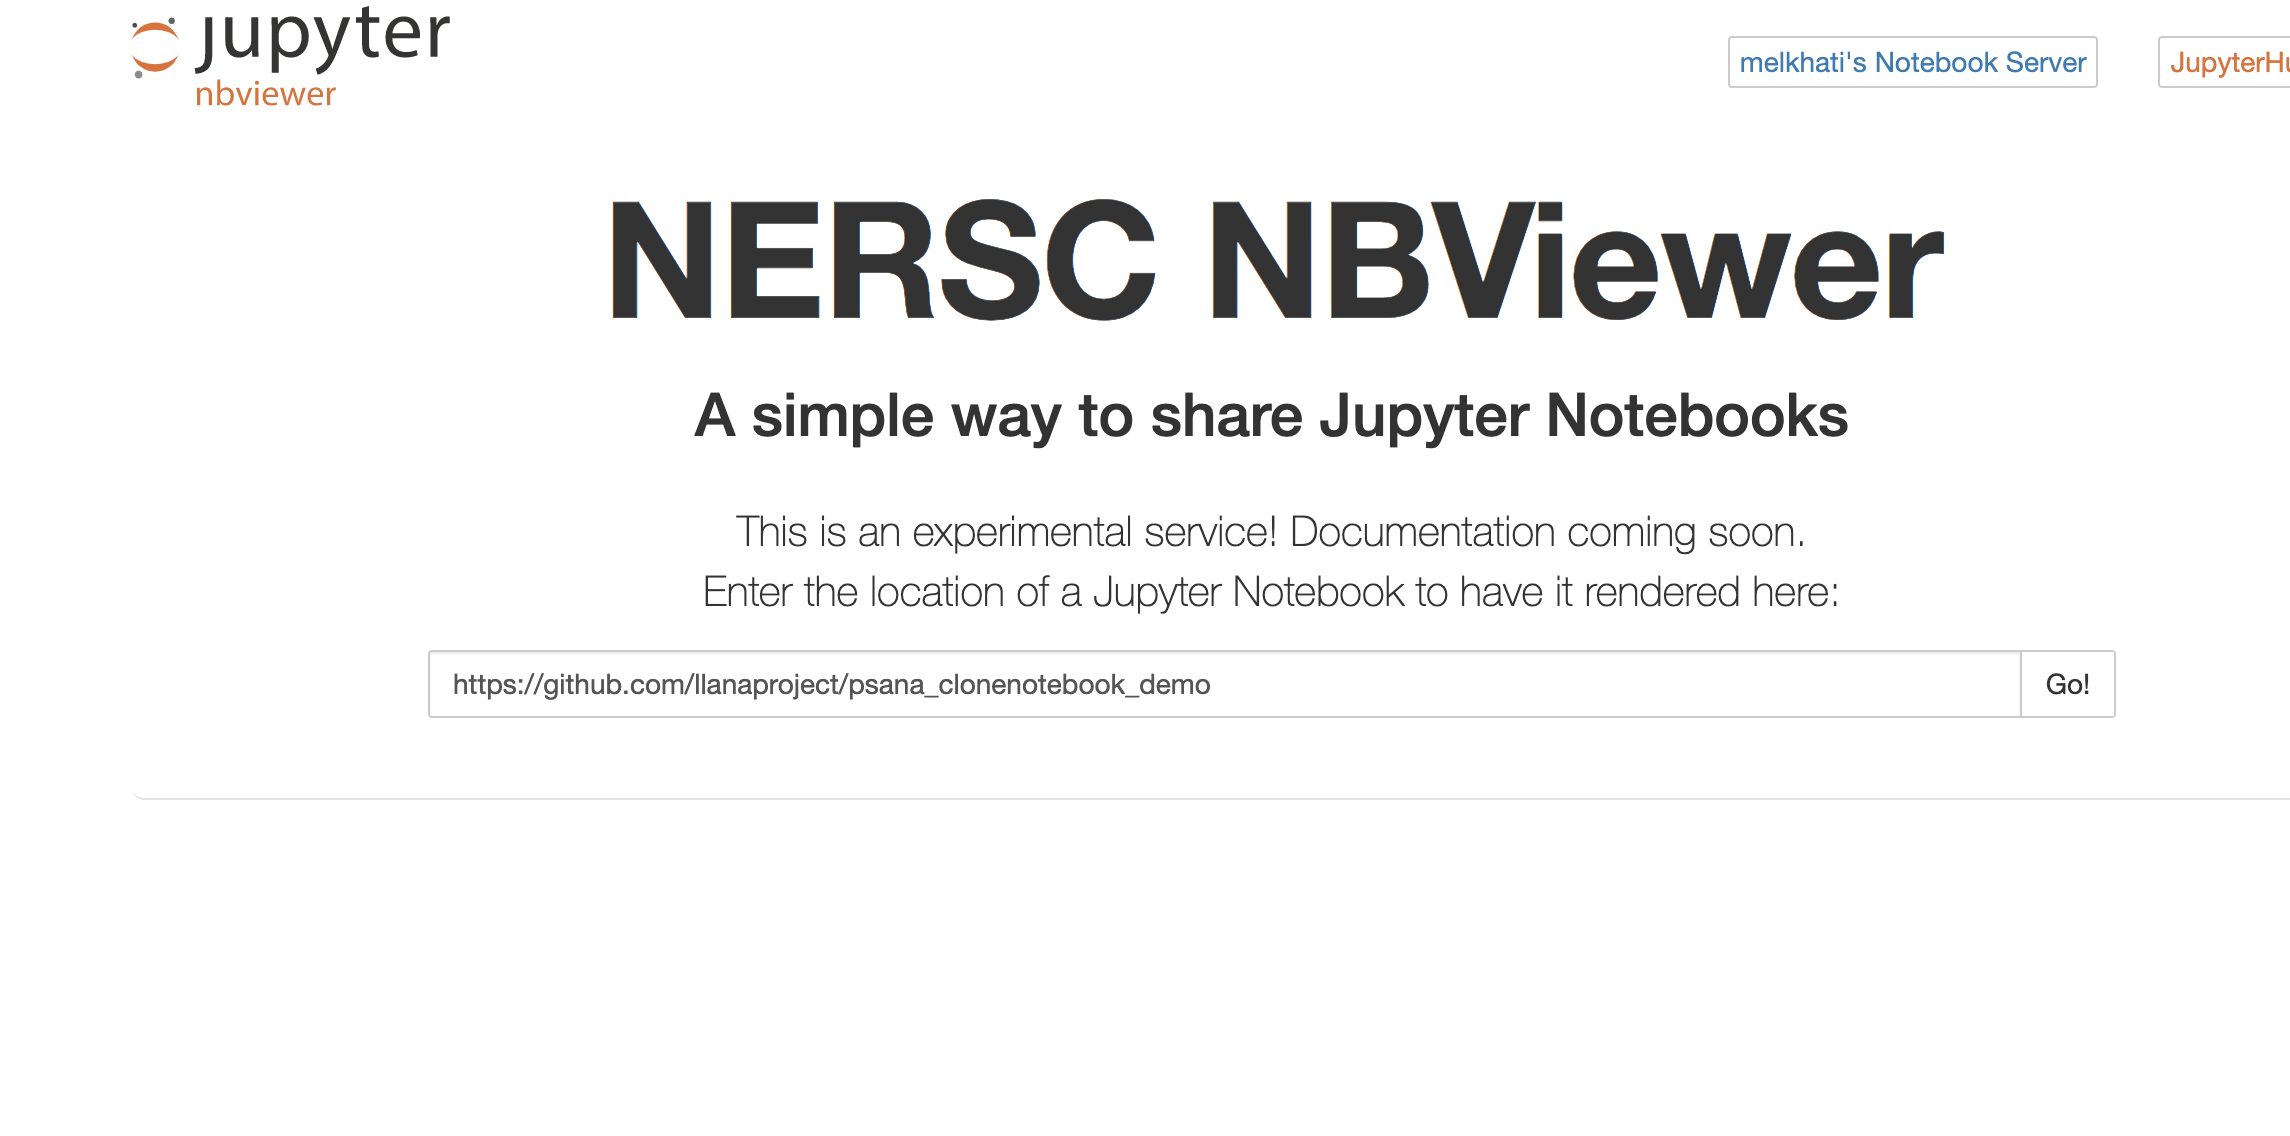 jupyter
nbviewer
melkhati's Notebook Server
JupyterHu
NERSC NBViewer
A simple way to share Jupyter Notebooks
This is an experimental service! Documentation coming soon.
Enter the location of a Jupyter Notebook to have it rendered here:
https://github.com/llanaproject/psana_clonenotebook_demo
Go!